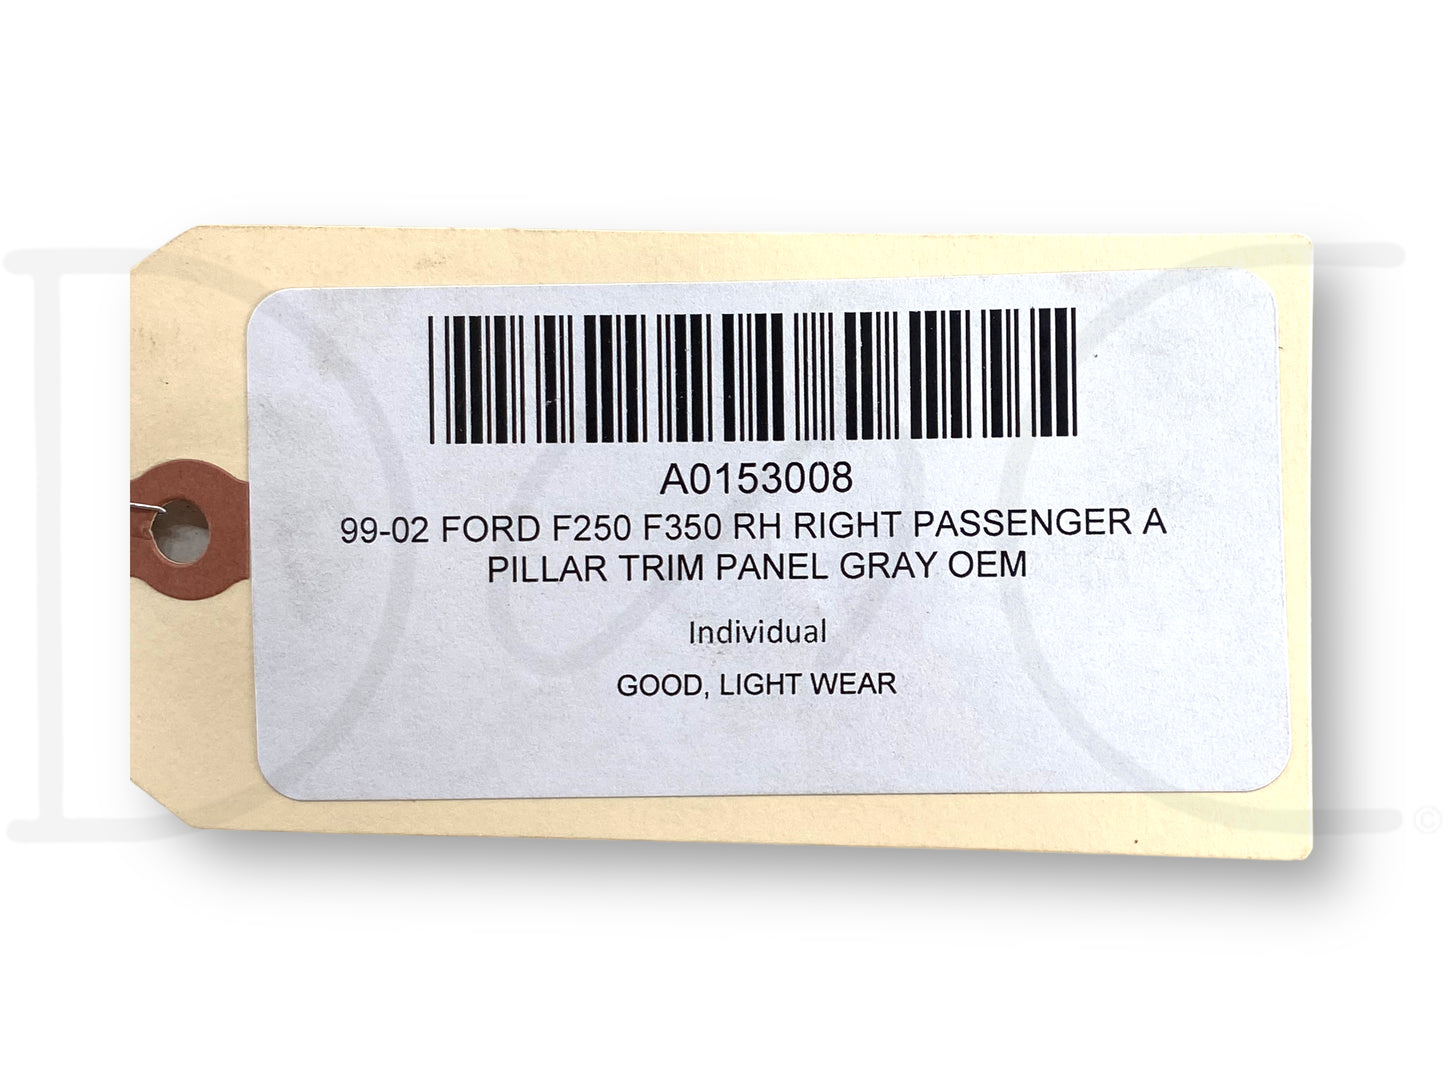 A0153008
99-02 FORD F250 F350 RH RIGHT PASSENGER A
PILLAR TRIM PANEL GRAY OEM
Individual
GOOD, LIGHT WEAR
©